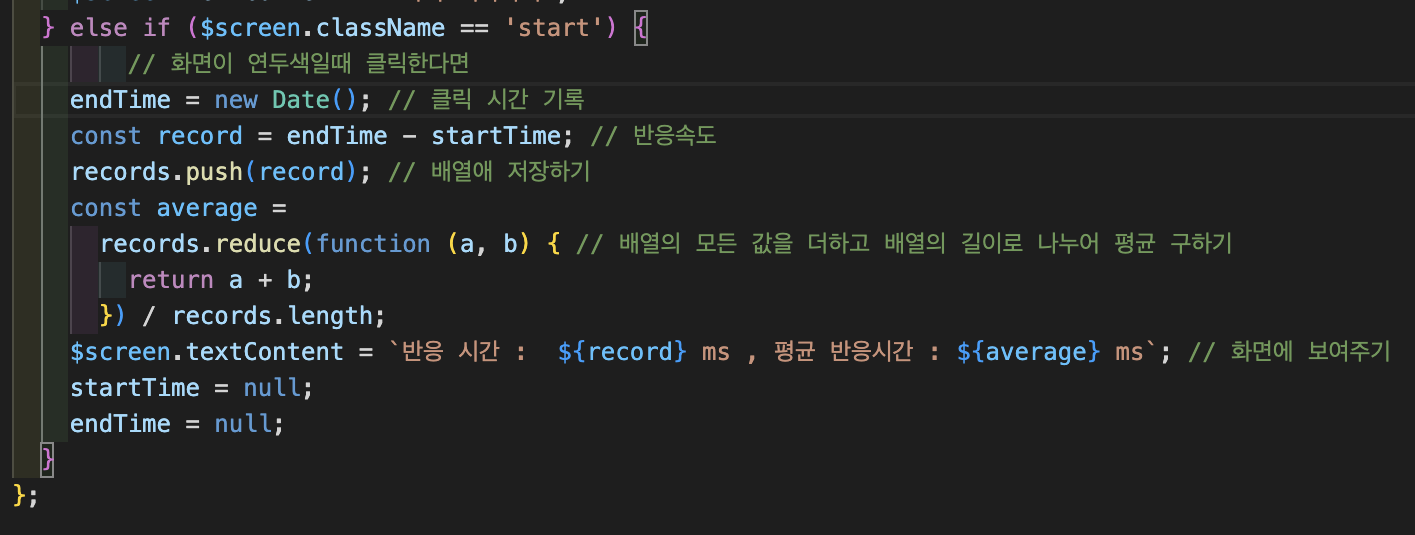 } else if ($screen.className == 'start') {
// 화면이 연두색일때 클릭한다면
endTime = new Date(); // 클릭 시간 기록
const record = endTime - startTime; // 반응속도
records.push(record); // 배열애 저장하기
const average =
records.reduce(function (a, b) { // 배열의 모든 값을 더하고 배열의 길이로 나누어 평균 구하기
return a + b;
}) / records.length;
$screen.textContent = `반응 시간 :  ${record} ms , 평균 반응시간 : ${average} ms`; // 화면에 보여주기
startTime = null;
endTime = null;
}
};